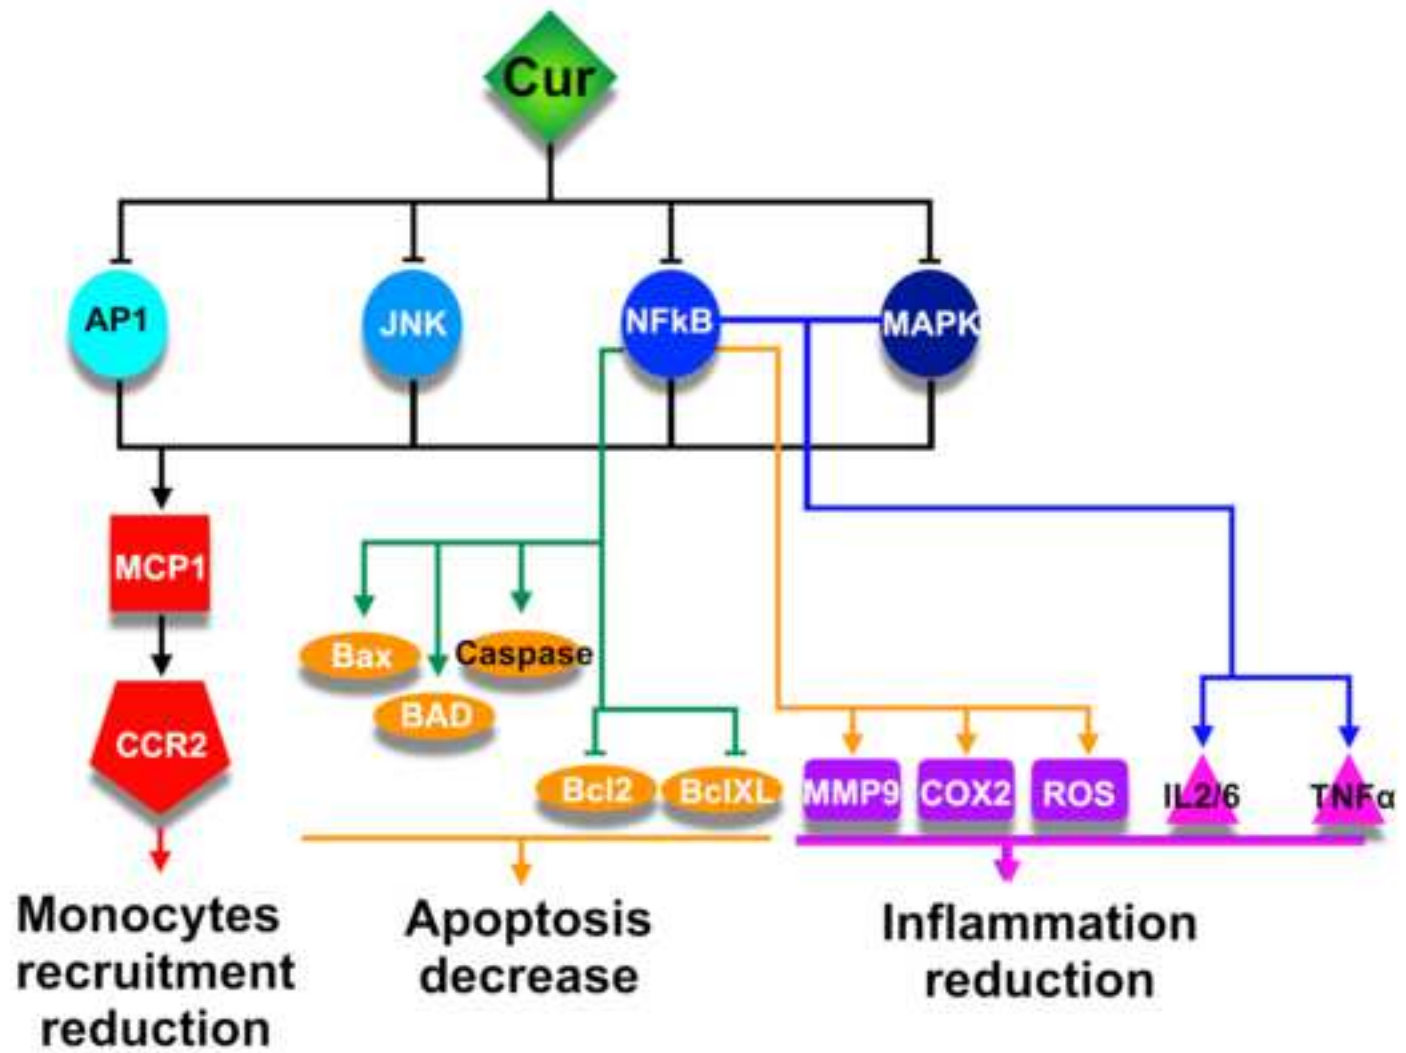 Cur
AP1
JNK
NFkB
MAPK
MCP1
Bax
Caspase
BAD
CCR2
Bcl2
BclXL
MMP9
COX2
ROS
IL2/6
TNFα
Monocytes
recruitment
reduction
Apoptosis
decrease
Inflammation
reduction